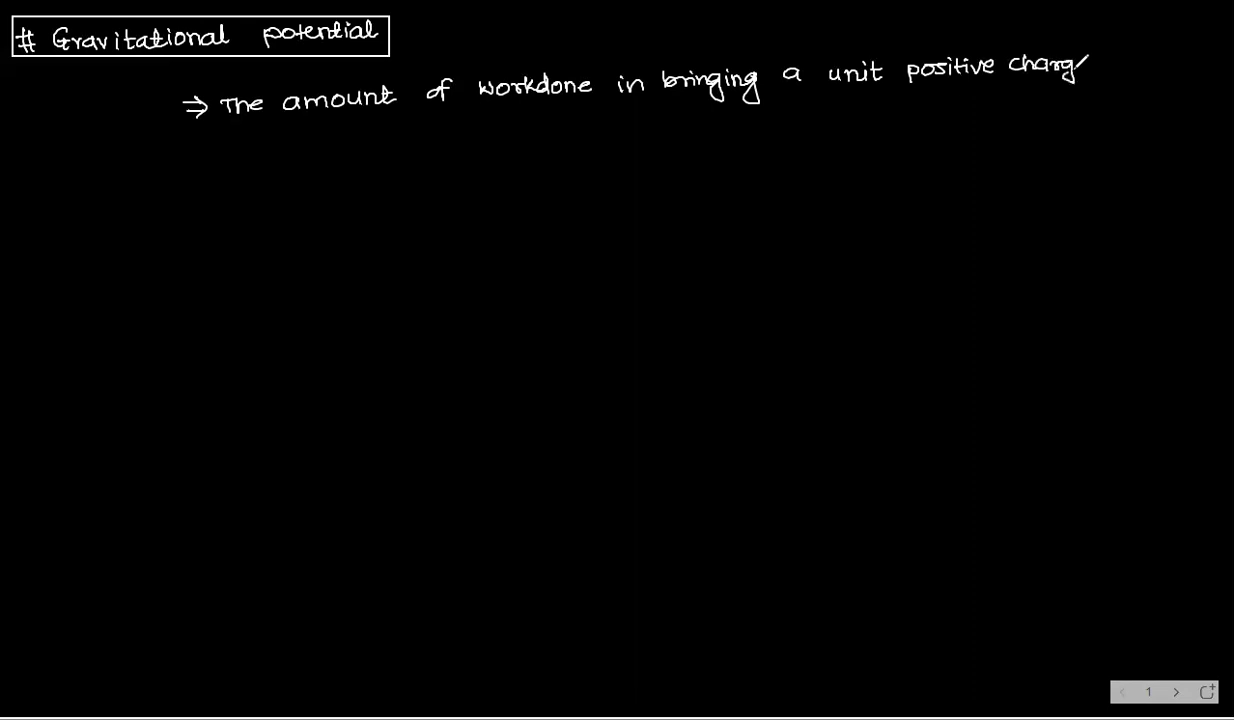 # Gravitational potential
⇒ The amount of workdone in bringing a unit positive charg
1